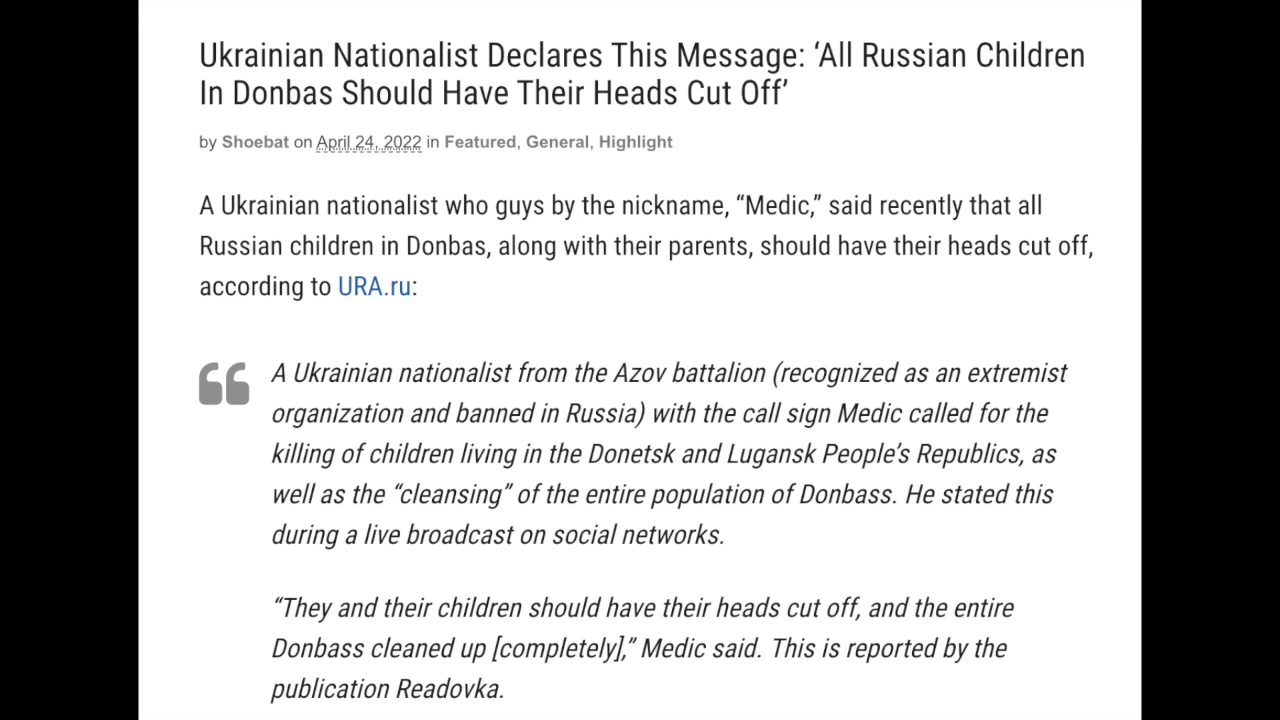 Ukrainian Nationalist Declares This Message: ‘All Russian Children
In Donbas Should Have Their Heads Cut Off’
by Shoebat on April 24, 2022 in Featured, General, Highlight
A Ukrainian nationalist who guys by the nickname, “Medic,” said recently that all
Russian children in Donbas, along with their parents, should have their heads cut off,
according to URA.ru:
“
A Ukrainian nationalist from the Azov battalion (recognized as an extremist
organization and banned in Russia) with the call sign Medic called for the
killing of children living in the Donetsk and Lugansk People’s Republics, as
well as the “cleansing” of the entire population of Donbass. He stated this
during a live broadcast on social networks.
“They and their children should have their heads cut off, and the entire
Donbass cleaned up [completely],” Medic said. This is reported by the
publication Readovka.